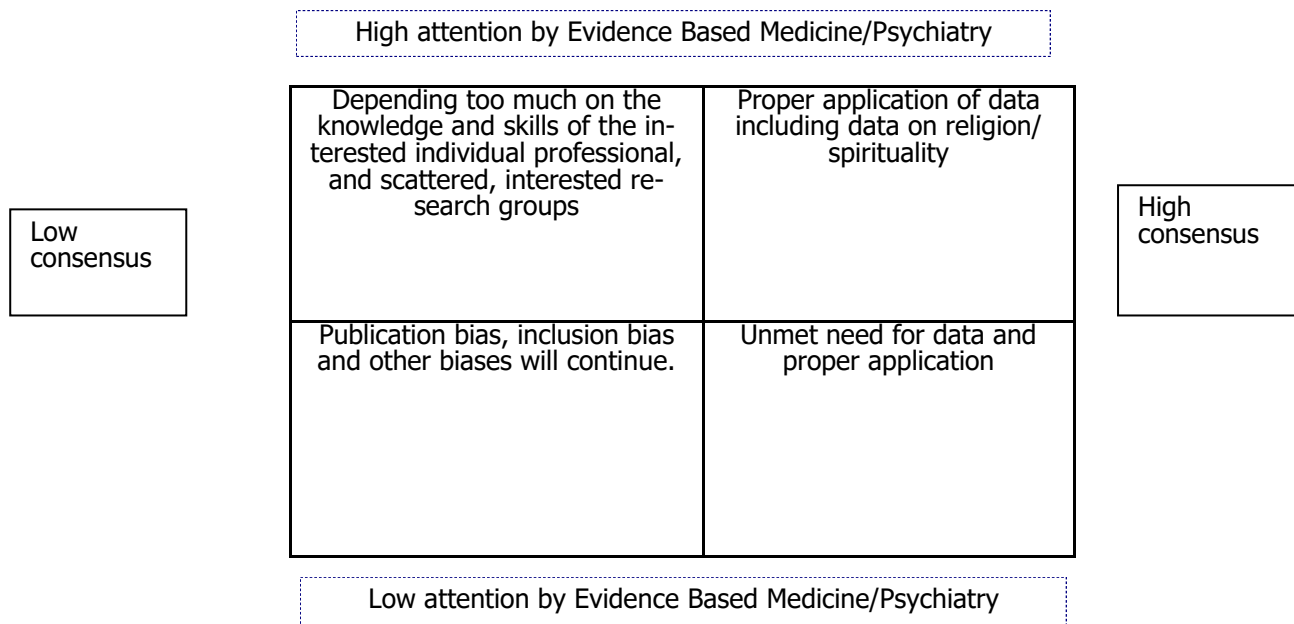 High attention by Evidence Based Medicine/Psychiatry
Depending too much on the
knowledge and skills of the in-
terested individual professional,
and scattered, interested re-
search groups
Proper application of data
including data on religion/
spirituality
Low
consensus
High
consensus
Publication bias, inclusion bias
and other biases will continue.
Unmet need for data and
proper application
Low attention by Evidence Based Medicine/Psychiatry